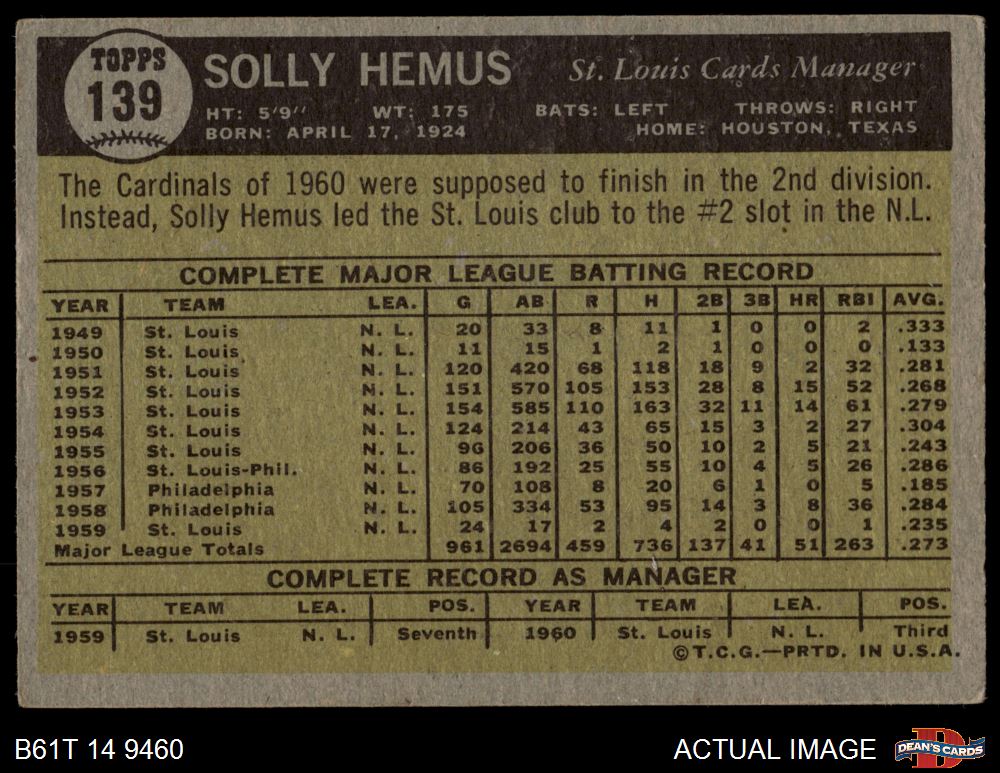 TOPPS
139
SOLLY HEMUS St. Louis Cards Manager
HT: 5'9'' WT: 175 BATS: LEFT THROWS: RIGHT
BORN: APRIL 17, 1924 HOME: HOUSTON, TEXAS
The Cardinals of 1960 were supposed to finish in the 2nd division.
Instead, Solly Hemus led the St. Louis club to the #2 slot in the N.L.
COMPLETE MAJOR LEAGUE BATTING RECORD
YEAR TEAM LEA. G AB R H 2B 3B HR RBI AVG.
1949 St. Louis N. L. 20 33 8 11 1 0 0 2 .333
1950 St. Louis N. L. 11 15 1 2 1 0 0 0 .133
1951 St. Louis N. L. 120 420 68 118 18 9 2 32 .281
1952 St. Louis N. L. 151 570 105 153 28 8 15 52 .268
1953 St. Louis N. L. 154 585 110 163 32 11 14 61 .279
1954 St. Louis N. L. 124 214 43 65 15 3 2 27 .304
1955 St. Louis N. L. 96 206 36 50 10 2 5 21 .243
1956 St. Louis-Phil. N. L. 86 192 25 55 10 4 5 26 .286
1957 Philadelphia N. L. 70 108 8 20 6 1 0 5 .185
1958 Philadelphia N. L. 105 334 53 95 14 3 8 36 .284
1959 St. Louis N. L. 24 17 2 4 2 0 0 1 .235
Major League Totals 961 2694 459 736 137 41 51 263 .273
COMPLETE RECORD AS MANAGER
YEAR TEAM LEA. POS. YEAR TEAM LEA. POS.
1959 St. Louis N. L. Seventh 1960 St. Louis N. L. Third
©T.C.G.—PRTD. IN U.S.A.
B61T 14 9460 ACTUAL IMAGE DEAN'S CARDS